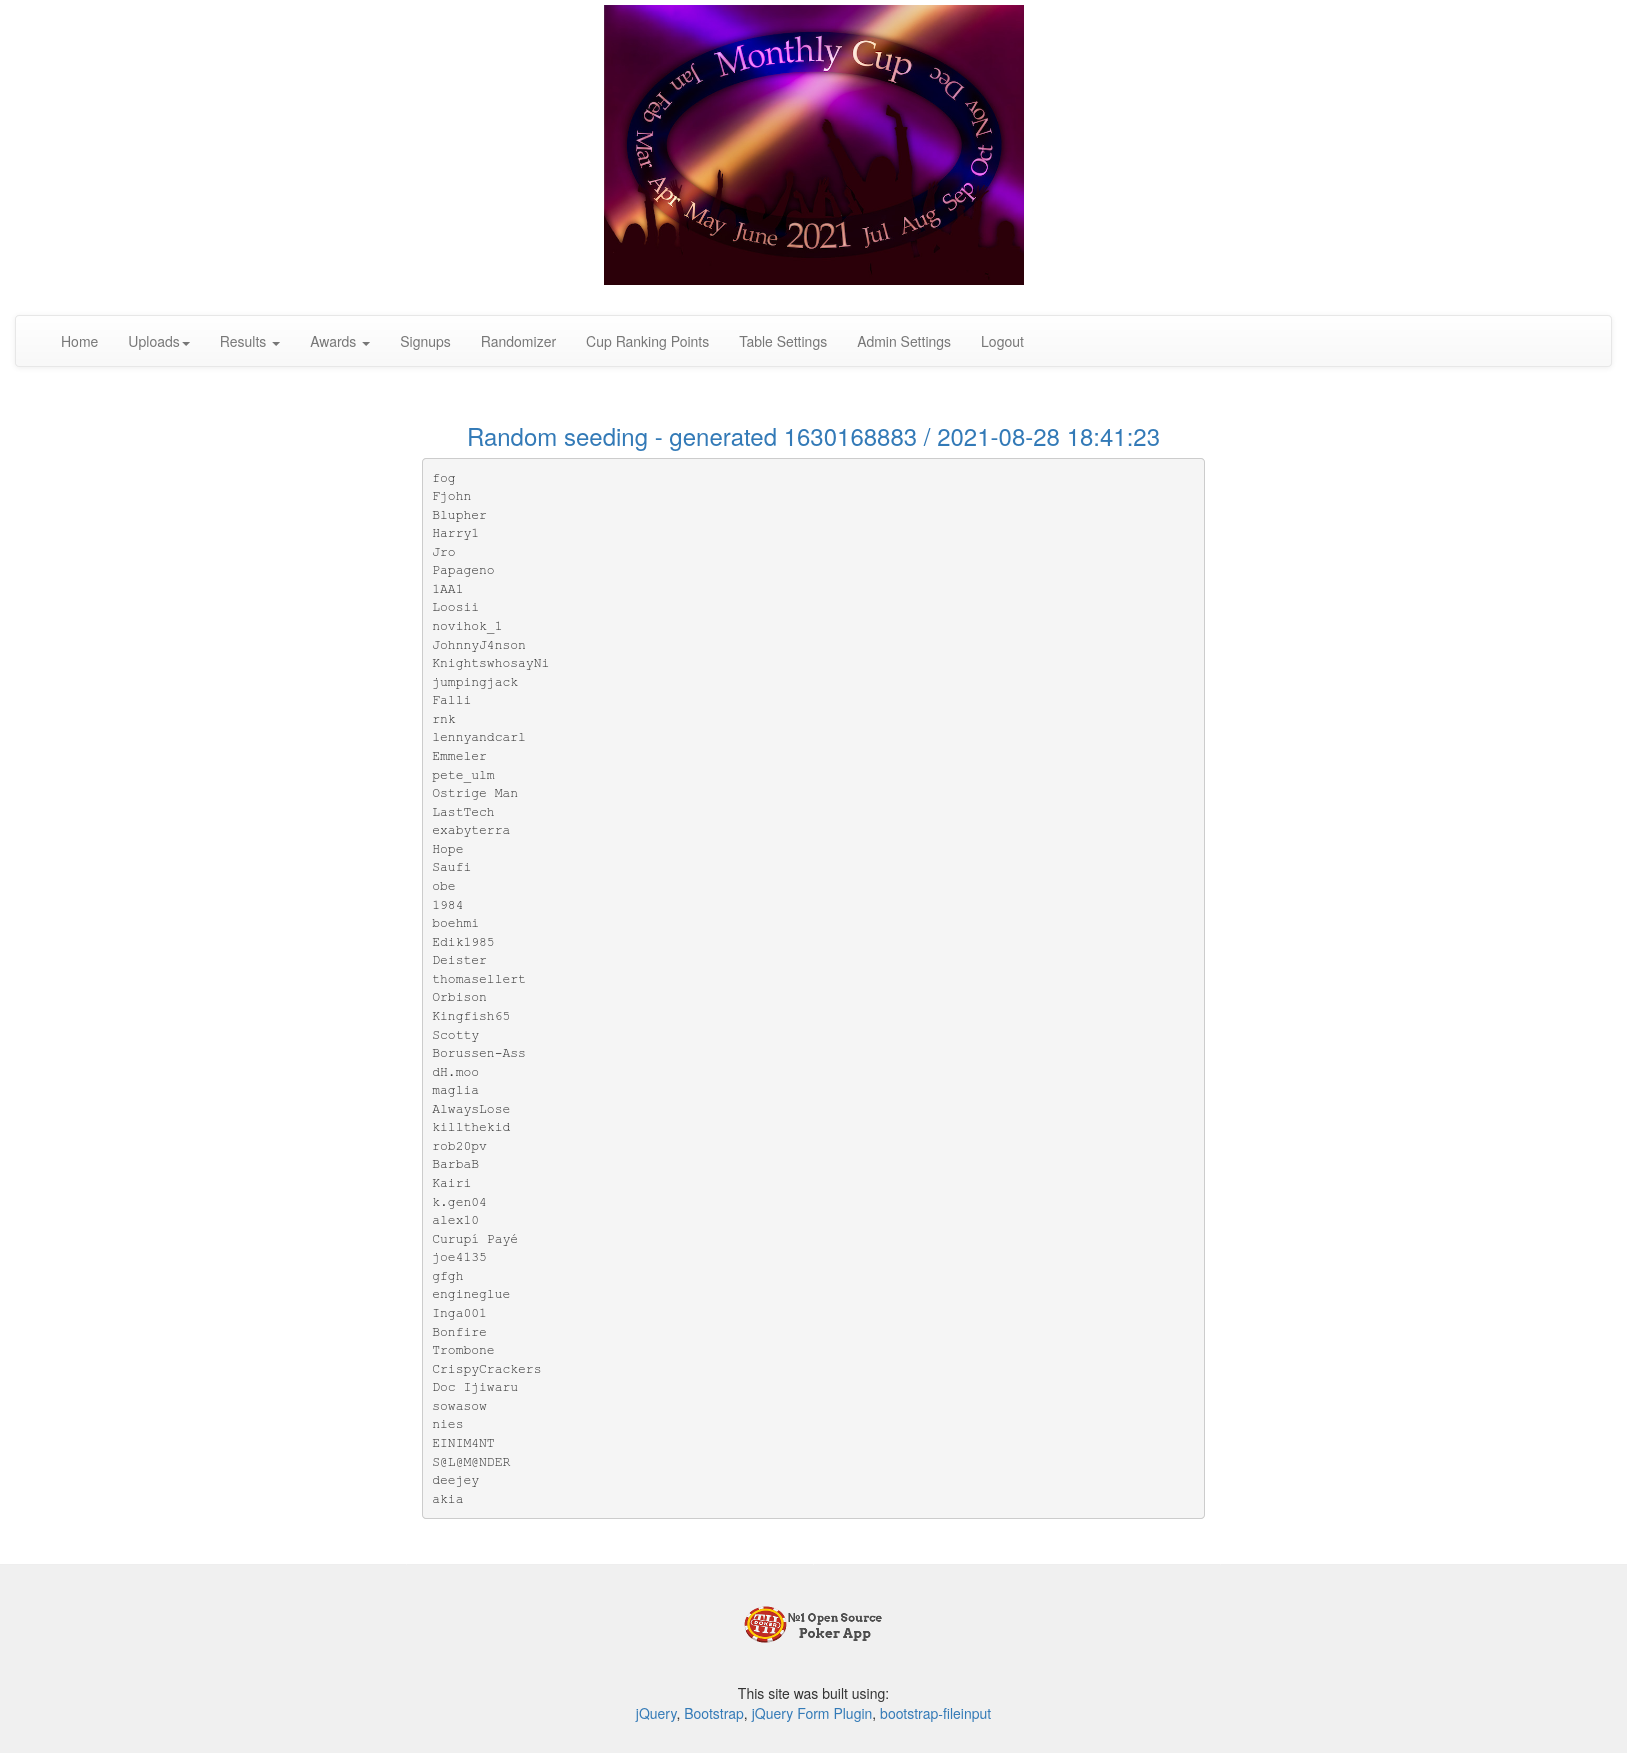 Monthly Cup
Jan Feb Mar Apr May June 2021 Jul Aug Sep Oct Nov Dec
Home Uploads Results Awards Signups Randomizer Cup Ranking Points Table Settings Admin Settings Logout
Random seeding - generated 1630168883 / 2021-08-28 18:41:23
fog
Fjohn
Blupher
Harry1
Jro
Papageno
1AA1
Loosii
novihok_1
JohnnyJ4nson
KnightswhosayNi
jumpingjack
Falli
rnk
lennyandcarl
Emmeler
pete_ulm
Ostrige Man
LastTech
exabyterra
Hope
Saufi
obe
1984
boehmi
Edik1985
Deister
thomasellert
Orbison
Kingfish65
Scotty
Borussen-Ass
dH.moo
maglia
AlwaysLose
killthekid
rob20pv
BarbaB
Kairi
k.gen04
alex10
Curupí Payé
joe4135
gfgh
engineglue
Inga001
Bonfire
Trombone
CrispyCrackers
Doc Ijiwaru
sowasow
nies
EINIM4NT
S@L@M@NDER
deejey
akia
POKER
№1 Open Source
Poker App
This site was built using:
jQuery, Bootstrap, jQuery Form Plugin, bootstrap-fileinput